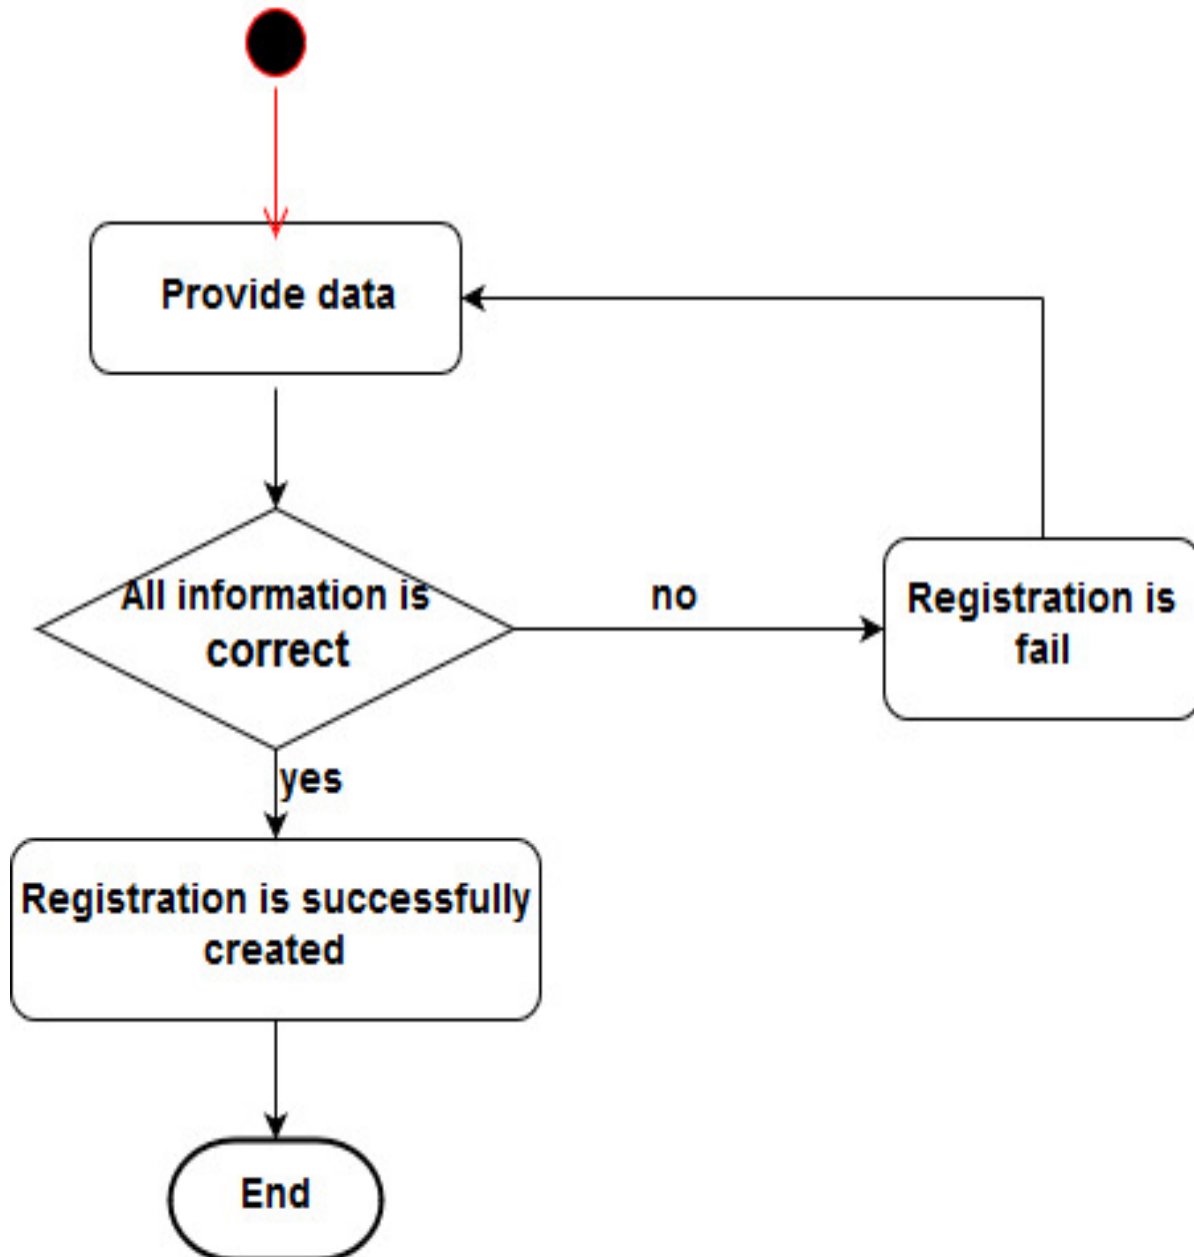 Provide data
All information is
correct
no
Registration is
fail
yes
Registration is successfully
created
End